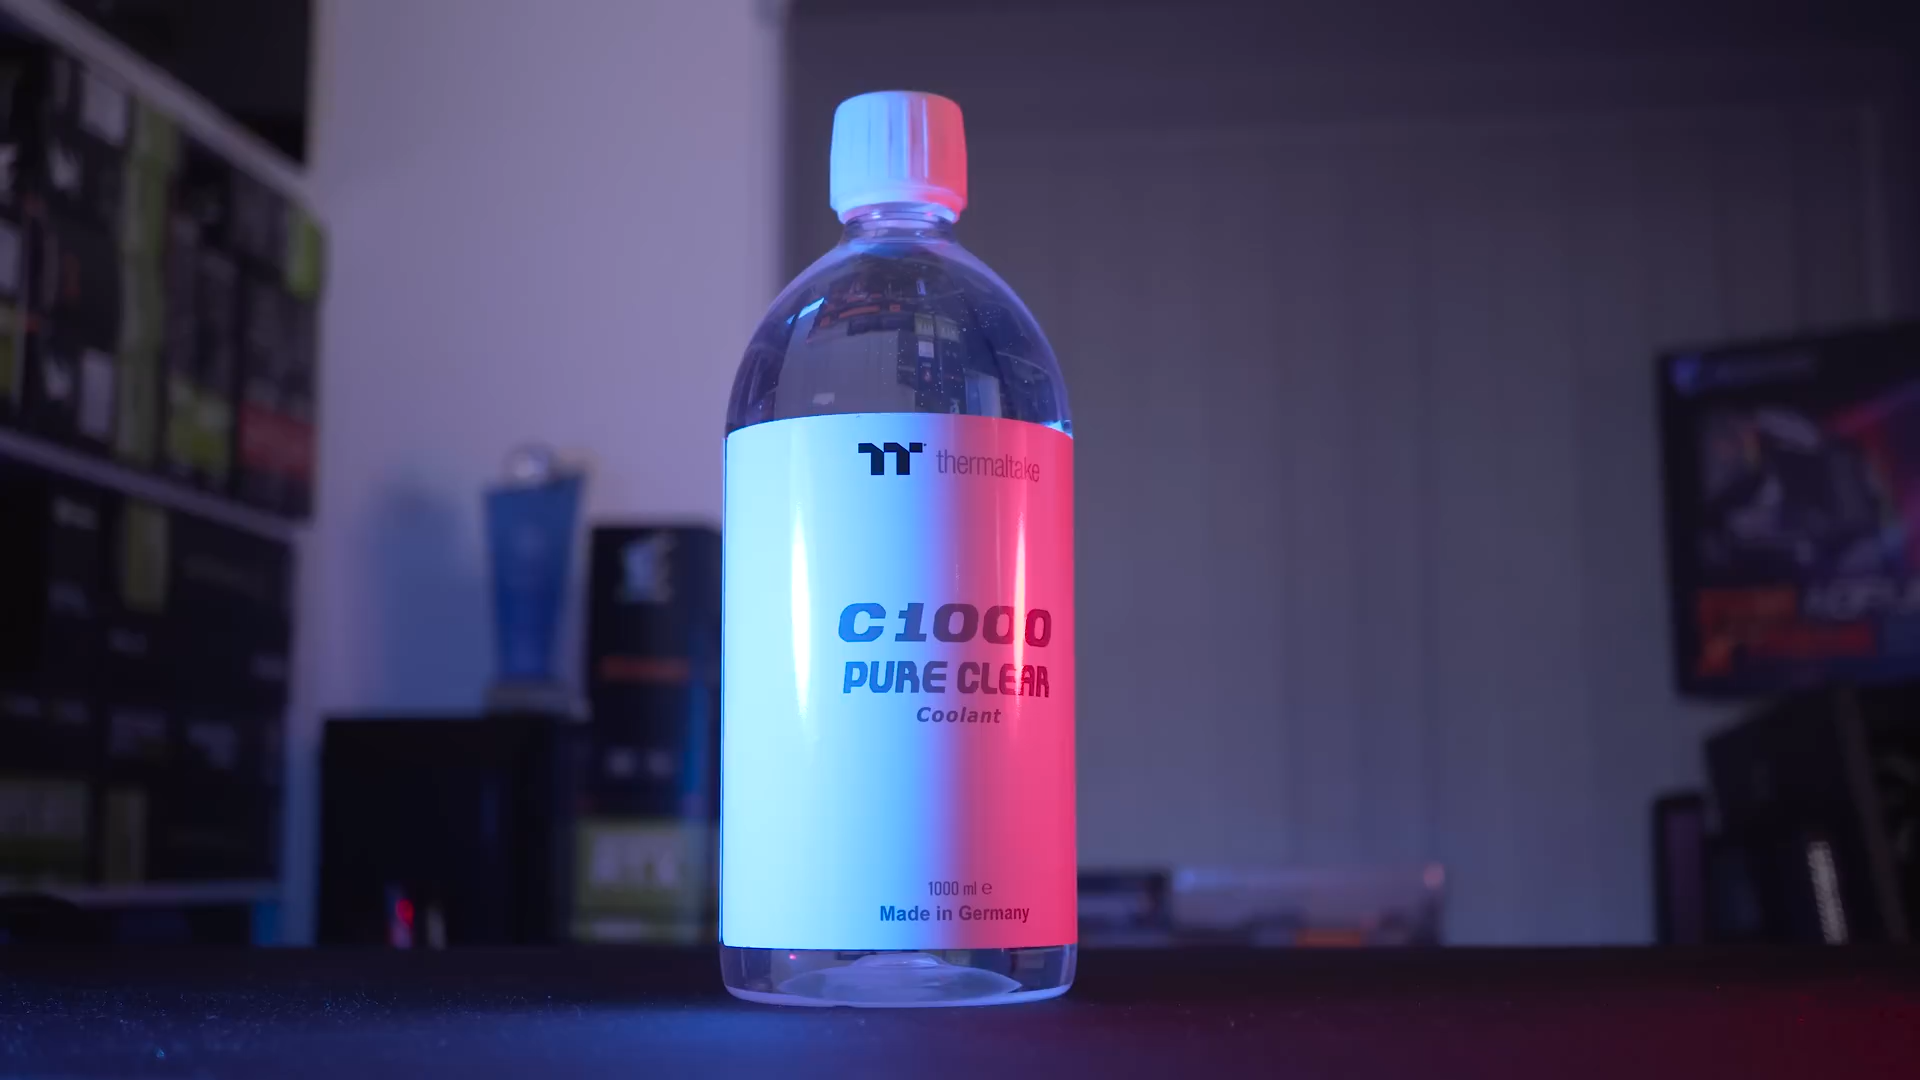 thermaltake
C1000
PURE CLEAR
Coolant
1000 ml ℮
Made in Germany